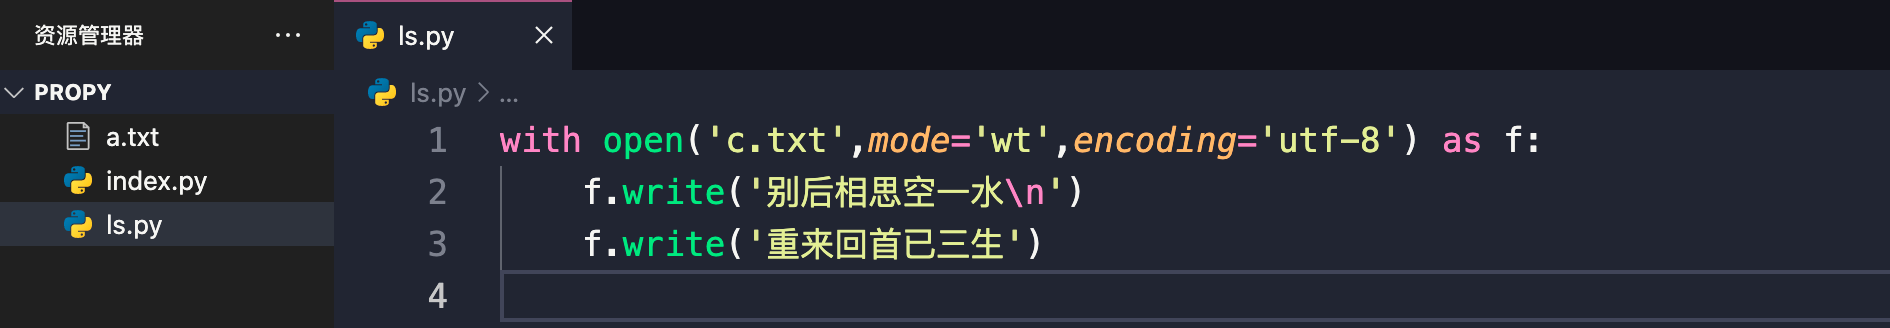 资源管理器 ···
PROPY
a.txt
index.py
ls.py
ls.py
ls.py > ...
1 with open('c.txt',mode='wt',encoding='utf-8') as f:
2 f.write('别后相思空一水\n')
3 f.write('重来回首已三生')
4